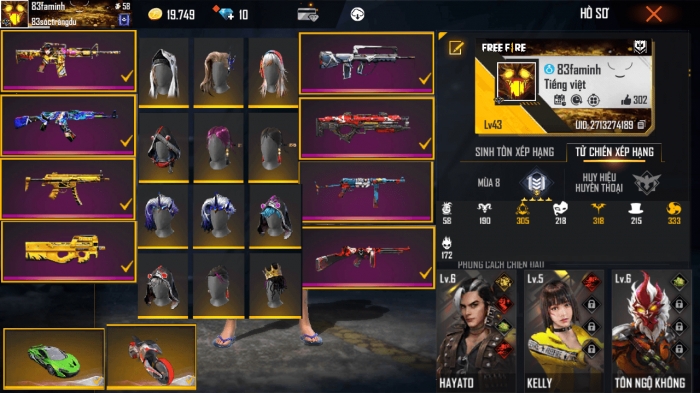 83faminh 58
83sóctrảngdu
19.749
10
HỒ SƠ
FREE FIRE
83faminh
Tiếng việt
302
Lv43
UID: 2713274189
SINH TỒN XẾP HẠNG
TỬ CHIẾN XẾP HẠNG
MÙA 8
HUY HIỆU
HUYỀN THOẠI
58 190 305 218 318 215 333
172
PHONG CÁCH CHIẾN ĐẤU
Lv.6
HAYATO
Lv.5
KELLY
Lv.6
TÔN NGỘ KHÔNG